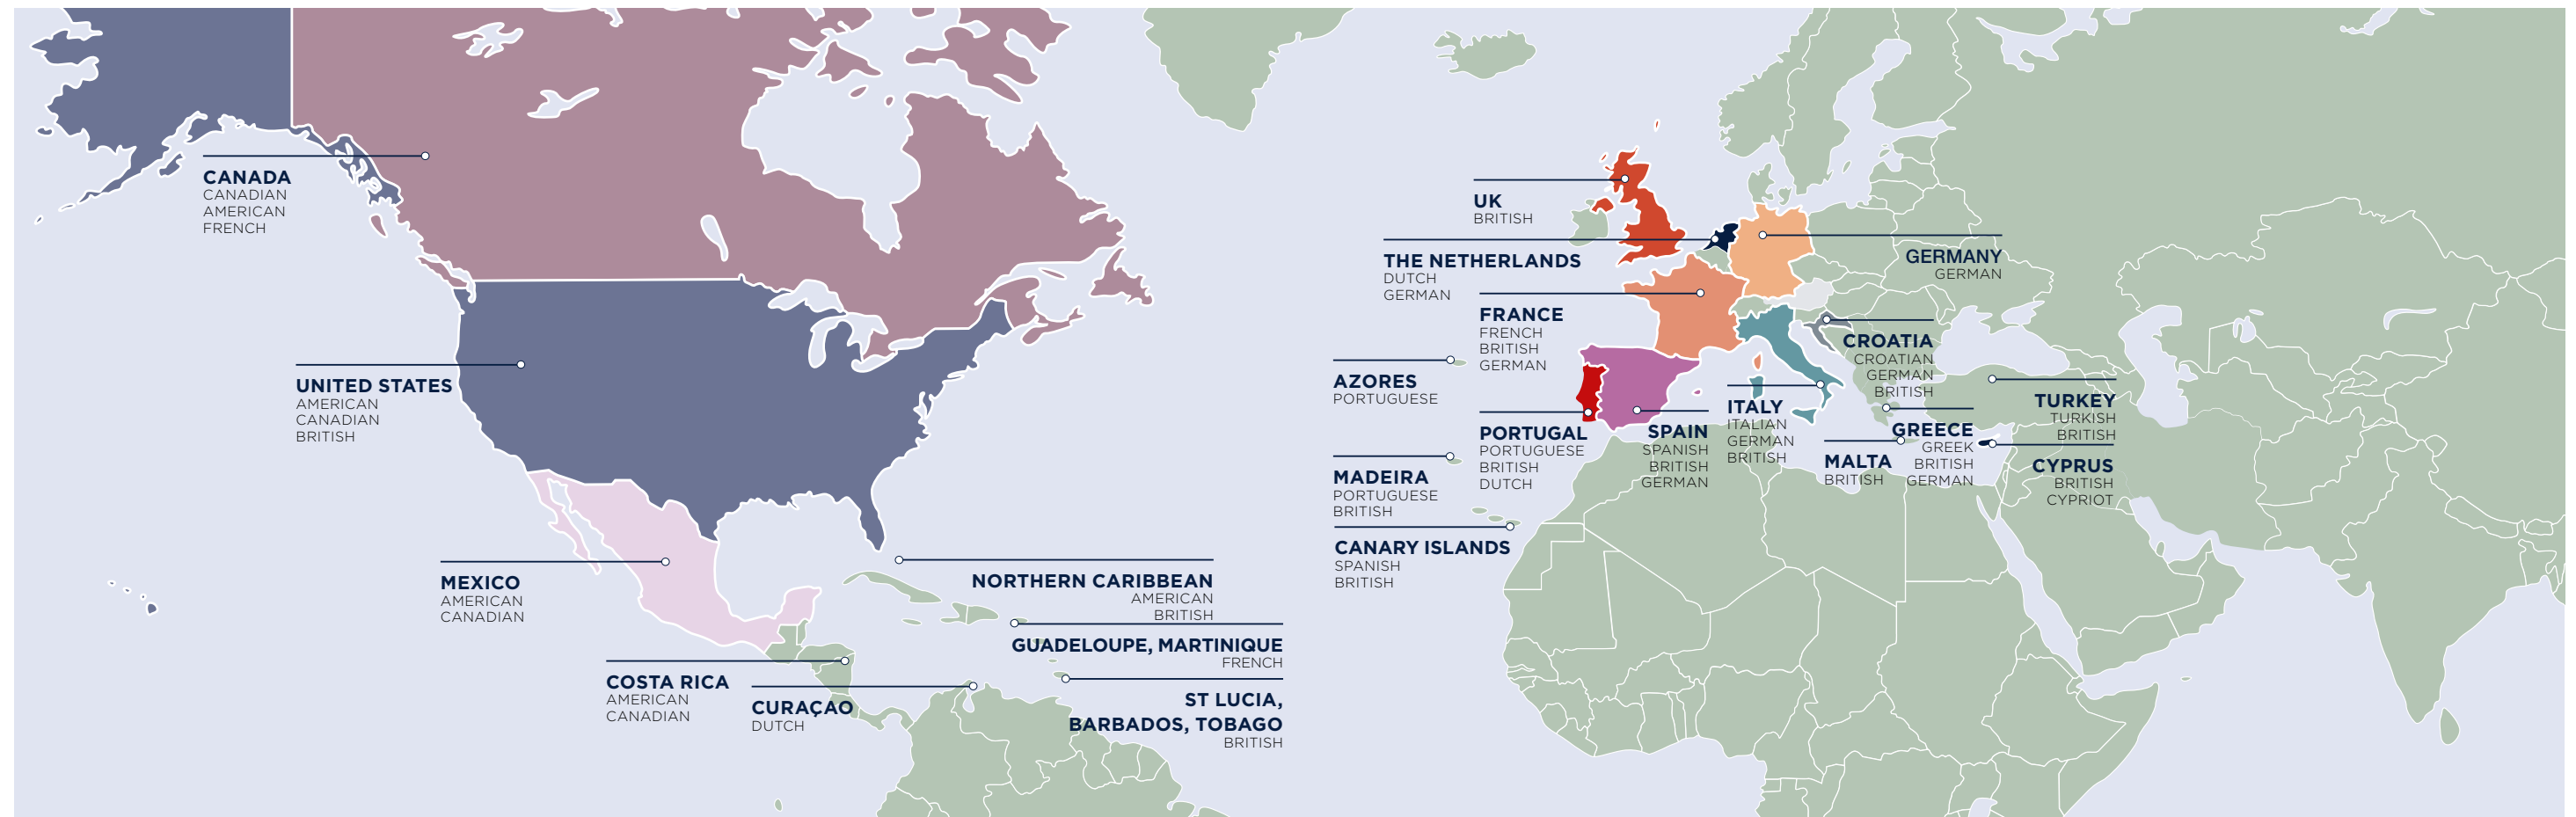 CANADA
CANADIAN
AMERICAN
FRENCH
UNITED STATES
AMERICAN
CANADIAN
BRITISH
MEXICO
AMERICAN
CANADIAN
COSTA RICA
AMERICAN
CANADIAN
CURAÇAO
DUTCH
NORTHERN CARIBBEAN
AMERICAN
BRITISH
GUADELOUPE, MARTINIQUE
FRENCH
ST LUCIA,
BARBADOS, TOBAGO
BRITISH
UK
BRITISH
THE NETHERLANDS
DUTCH
GERMAN
FRANCE
FRENCH
BRITISH
GERMAN
AZORES
PORTUGUESE
MADEIRA
PORTUGUESE
BRITISH
CANARY ISLANDS
SPANISH
BRITISH
PORTUGAL
PORTUGUESE
BRITISH
DUTCH
SPAIN
SPANISH
BRITISH
GERMAN
ITALY
ITALIAN
GERMAN
BRITISH
GERMANY
GERMAN
CROATIA
CROATIAN
GERMAN
BRITISH
MALTA
BRITISH
GREECE
GREEK
BRITISH
GERMAN
TURKEY
TURKISH
BRITISH
CYPRUS
BRITISH
CYPRIOT